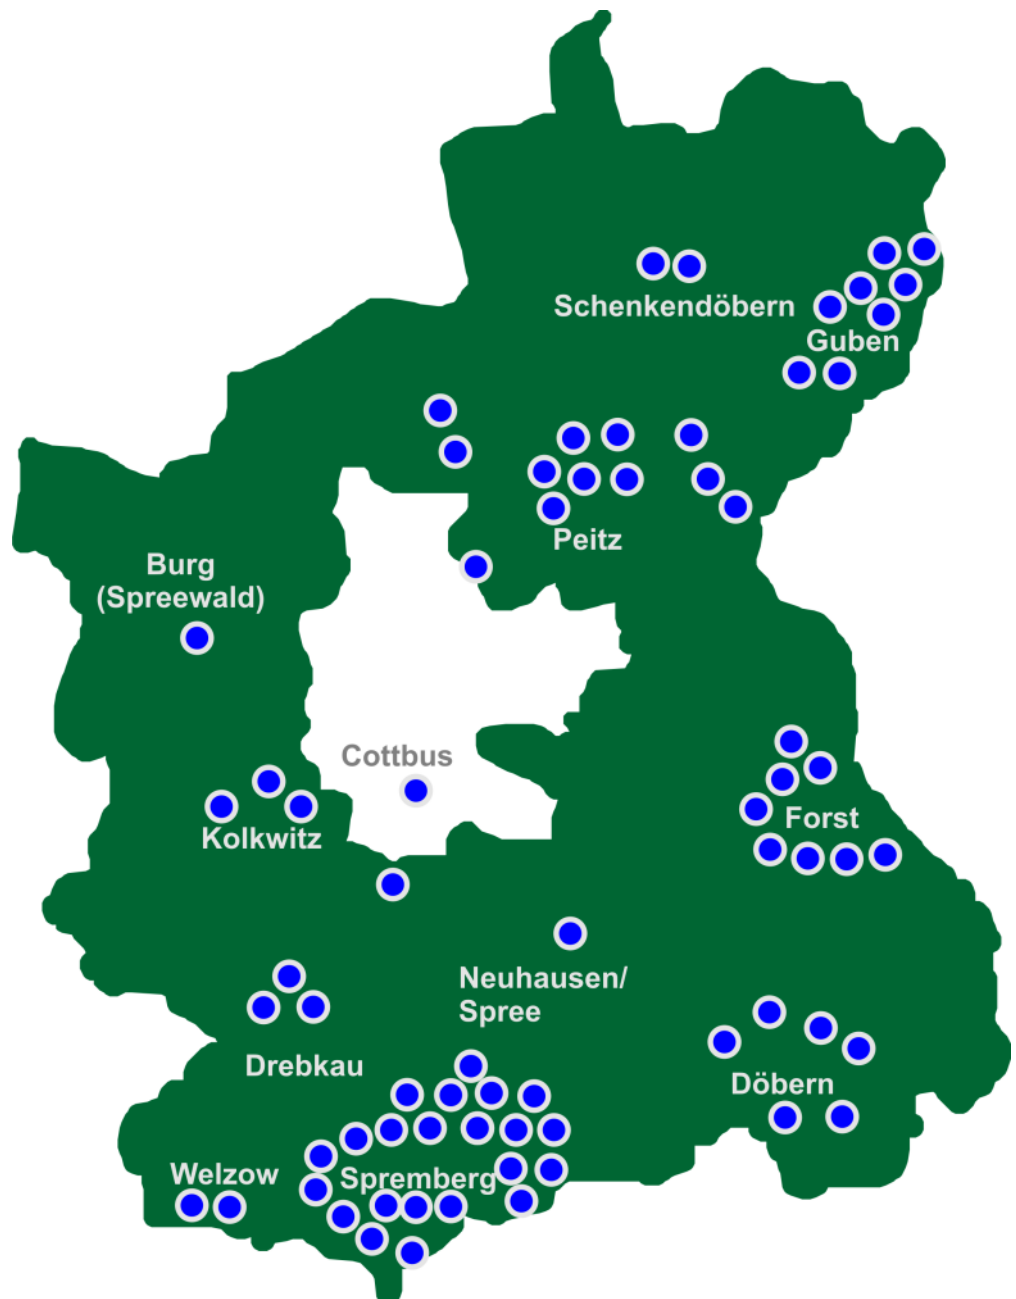 Schenkendöbern
Guben
Peitz
Burg
(Spreewald)
Cottbus
Kolkwitz
Forst
Neuhausen/
Spree
Drebkau
Döbern
Welzow
Spremberg